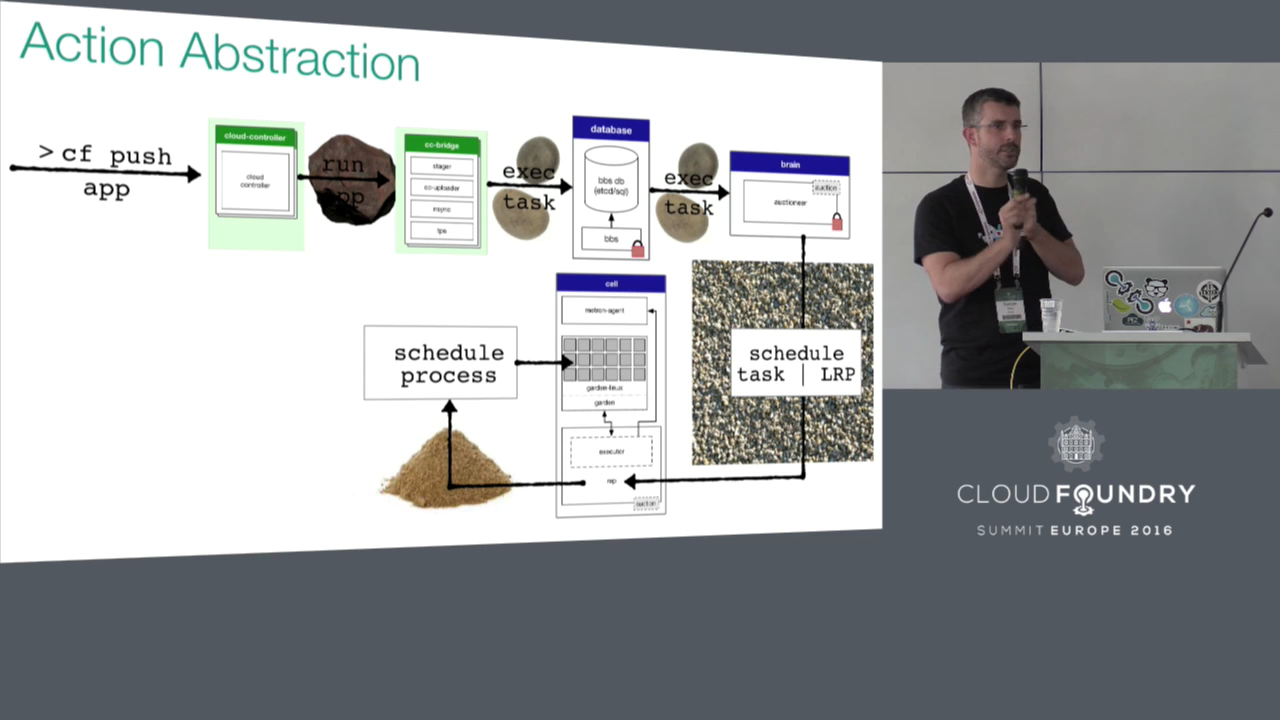 Action Abstraction
> cf push
app
cloud-controller
cloud
controller
run
app
cc-bridge
stager
cc-uploader
nsync
tps
exec
task
database
bbs db
(etcd/sql)
bbs
exec
task
brain
auction
auctioneer
cell
metron-agent
garden-linux
garden
executor
rep
auction
schedule
process
schedule
task | LRP
CLOUD FOUNDRY
SUMMIT EUROPE 2016